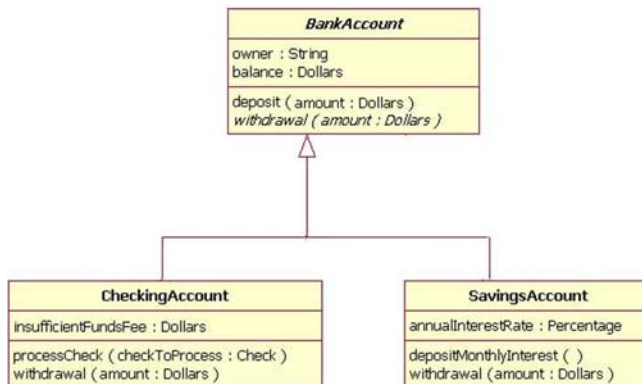 BankAccount
owner : String
balance : Dollars
deposit ( amount : Dollars )
withdrawal ( amount : Dollars )
CheckingAccount
insufficientFundsFee : Dollars
processCheck ( checkToProcess : Check )
withdrawal ( amount : Dollars )
SavingsAccount
annualInterestRate : Percentage
depositMonthlyInterest ( )
withdrawal ( amount : Dollars )